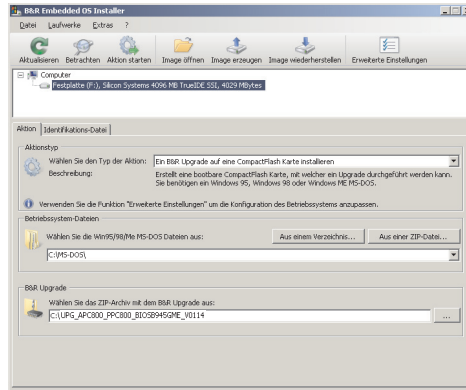 B&R Embedded OS Installer
Datei Laufwerke Extras ?
Aktualisieren Betrachten Aktion starten Image öffnen Image erzeugen Image wiederherstellen Erweiterte Einstellungen
Computer
Festplatte (F:), Silicon Systems 4096 MB TrueIDE SSI, 4029 MBytes
Aktion Identifikations-Datei
Aktionstyp
Wählen Sie den Typ der Aktion: Ein B&R Upgrade auf eine CompactFlash Karte installieren
Beschreibung: Erstellt eine bootbare CompactFlash Karte, mit welcher ein Upgrade durchgeführt werden kann.
Sie benötigen ein Windows 95, Windows 98 oder Windows ME MS-DOS.
Verwenden Sie die Funktion "Erweiterte Einstellungen" um die Konfiguration des Betriebssystems anzupassen.
Betriebssystem-Dateien
Wählen Sie die Win95/98/Me MS-DOS Dateien aus: Aus einem Verzeichnis... Aus einer ZIP-Datei...
C:\MS-DOS\
B&R Upgrade
Wählen Sie das ZIP-Archiv mit dem B&R Upgrade aus:
C:\UPG_APC800_PPC800_BIOSB945GME_V0114 ...